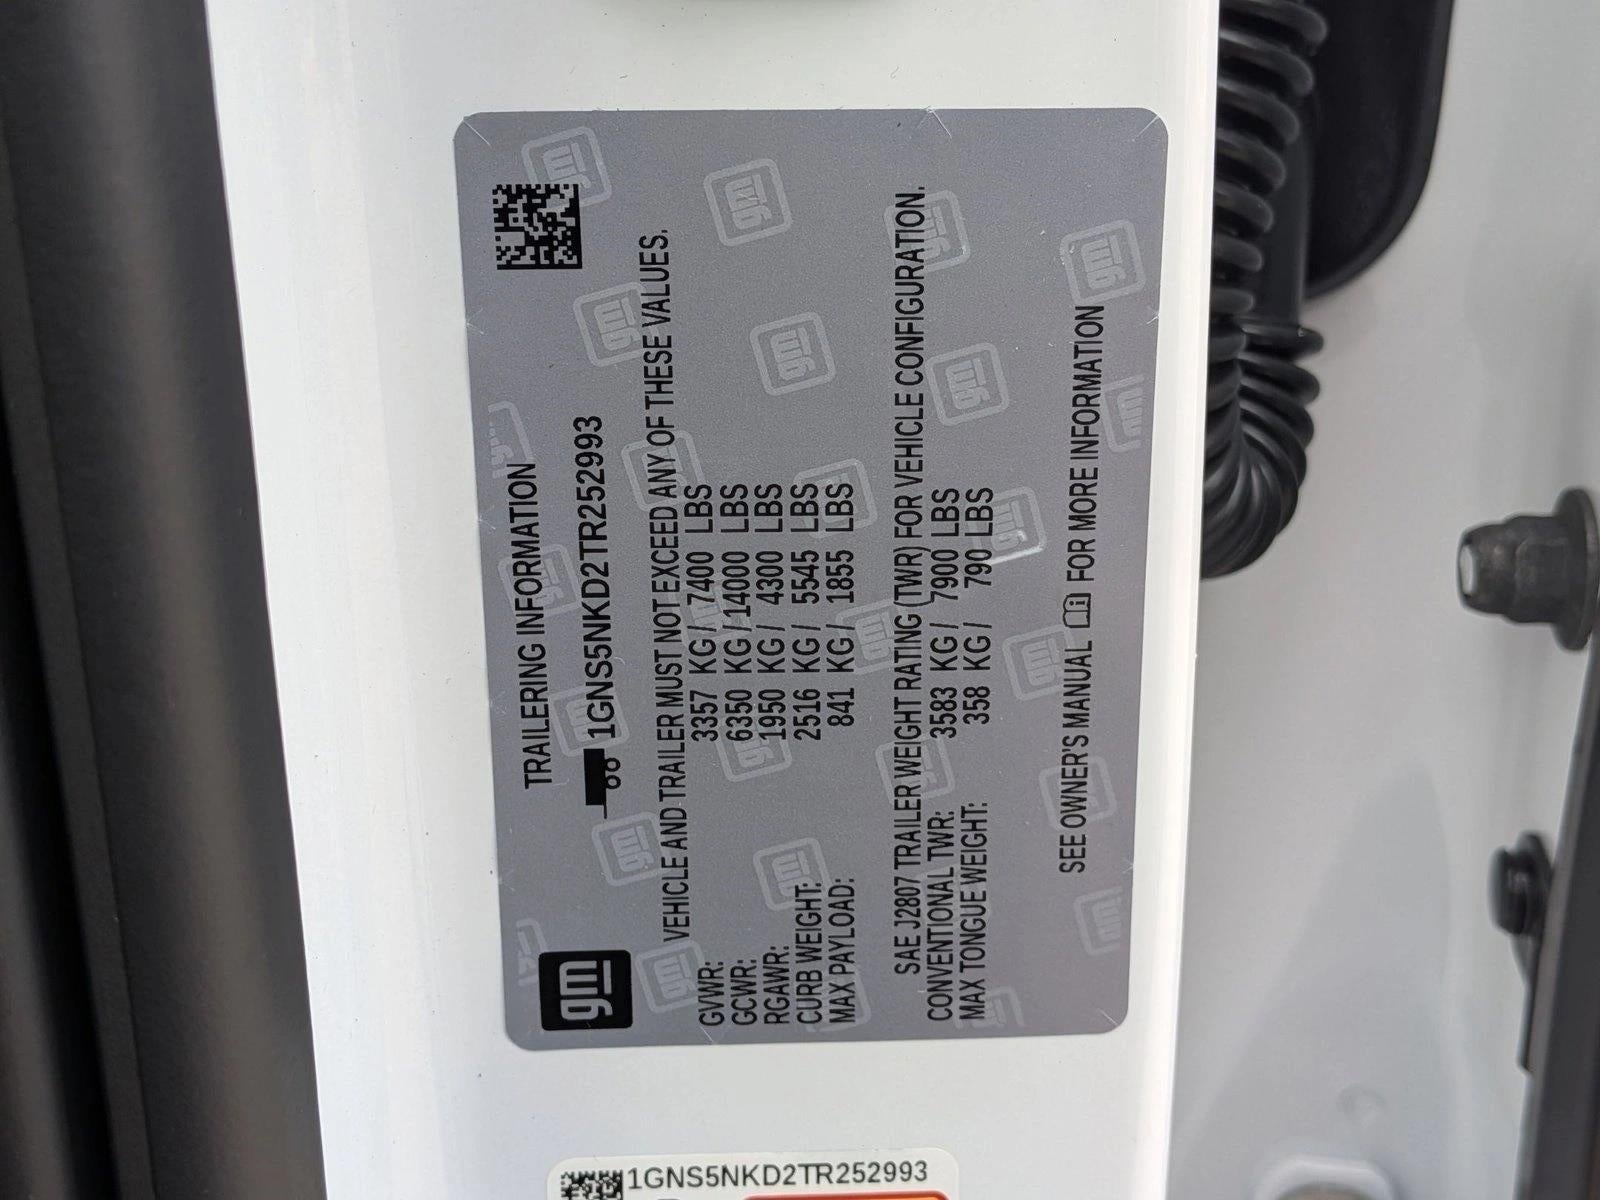 gm
TRAILERING INFORMATION
1GNS5NKD2TR252993
VEHICLE AND TRAILER MUST NOT EXCEED ANY OF THESE VALUES.
GVWR: 3357 KG / 7400 LBS
GCWR: 6350 KG / 14000 LBS
RGAWR: 1950 KG / 4300 LBS
CURB WEIGHT: 2516 KG / 5545 LBS
MAX PAYLOAD: 841 KG / 1855 LBS
SAE J2807 TRAILER WEIGHT RATING (TWR) FOR VEHICLE CONFIGURATION.
CONVENTIONAL TWR: 3583 KG / 7900 LBS
MAX TONGUE WEIGHT: 358 KG / 790 LBS
SEE OWNER'S MANUAL FOR MORE INFORMATION
1GNS5NKD2TR252993